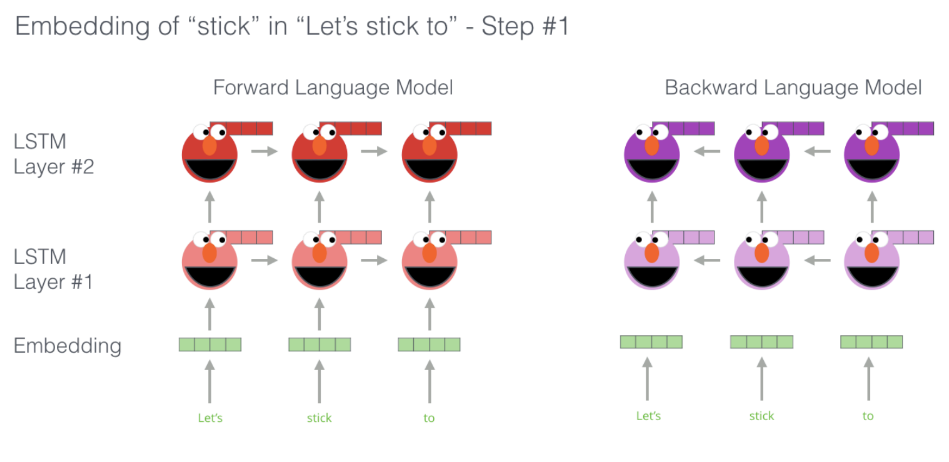 Embedding of “stick” in “Let’s stick to” - Step #1
Forward Language Model
Backward Language Model
LSTM
Layer #2
LSTM
Layer #1
Embedding
Let’s
stick
to
Let’s
stick
to